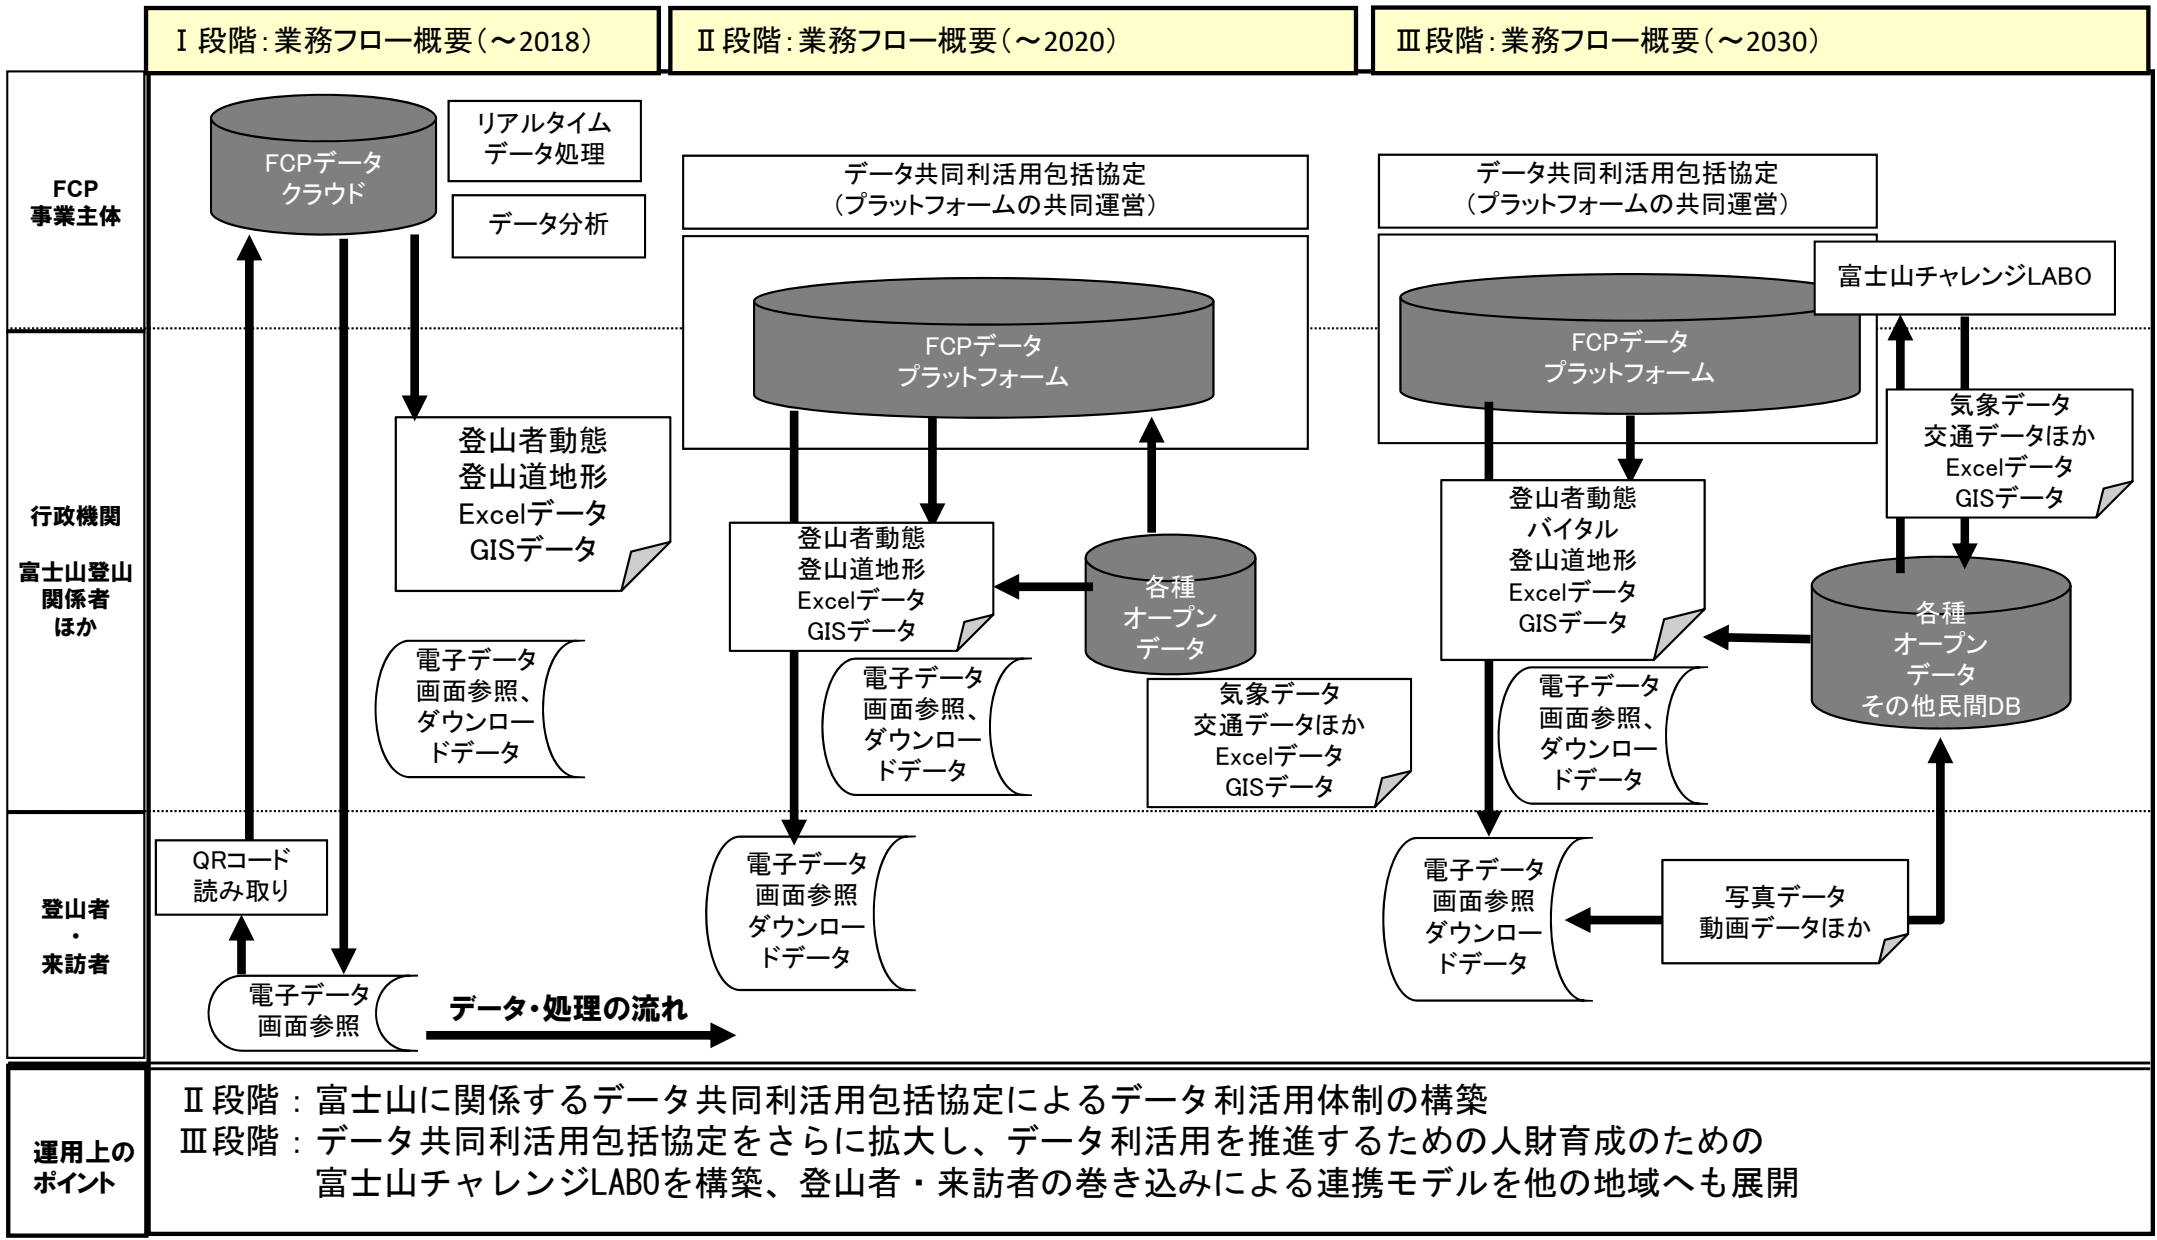 Ⅰ段階:業務フロー概要(~2018)
Ⅱ段階:業務フロー概要(~2020)
Ⅲ段階:業務フロー概要(~2030)
FCP
事業主体
FCPデータ
クラウド
リアルタイム
データ処理
データ分析
データ共同利活用包括協定
(プラットフォームの共同運営)
FCPデータ
プラットフォーム
データ共同利活用包括協定
(プラットフォームの共同運営)
FCPデータ
プラットフォーム
富士山チャレンジLABO
行政機関
富士山登山
関係者
ほか
登山者動態
登山道地形
Excelデータ
GISデータ
電子データ
画面参照、
ダウンロー
ドデータ
登山者動態
登山道地形
Excelデータ
GISデータ
各種
オープン
データ
電子データ
画面参照、
ダウンロー
ドデータ
気象データ
交通データほか
Excelデータ
GISデータ
登山者動態
バイタル
登山道地形
Excelデータ
GISデータ
気象データ
交通データほか
Excelデータ
GISデータ
各種
オープン
データ
その他民間DB
電子データ
画面参照、
ダウンロー
ドデータ
登山者
・
来訪者
QRコード
読み取り
電子データ
画面参照
データ・処理の流れ
電子データ
画面参照
ダウンロー
ドデータ
電子データ
画面参照
ダウンロー
ドデータ
写真データ
動画データほか
運用上の
ポイント
Ⅱ段階:富士山に関係するデータ共同利活用包括協定によるデータ利活用体制の構築
Ⅲ段階:データ共同利活用包括協定をさらに拡大し、データ利活用を推進するための人財育成のための
富士山チャレンジLABOを構築、登山者・来訪者の巻き込みによる連携モデルを他の地域へも展開